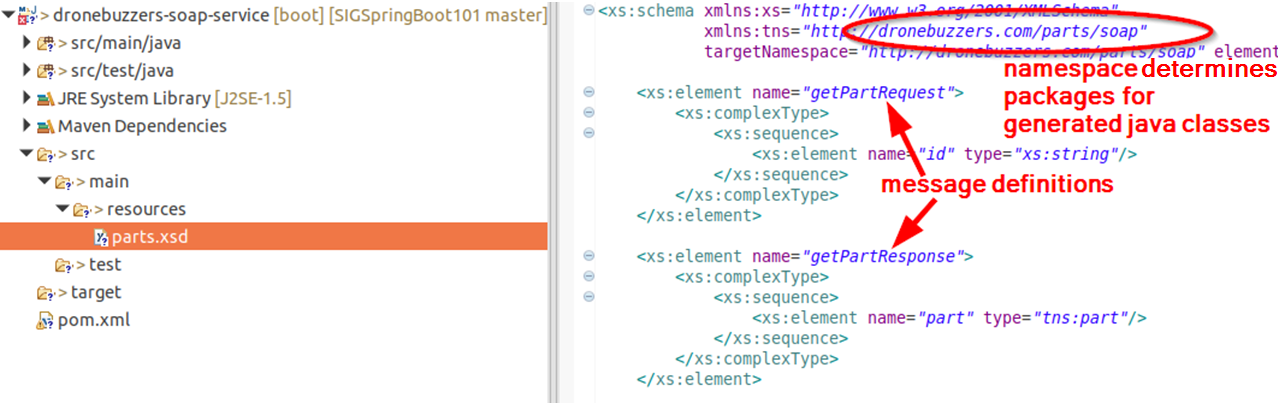 > dronebuzzers-soap-service [boot] [SIGSpringBoot101 master]
> src/main/java
> src/test/java
JRE System Library [J2SE-1.5]
Maven Dependencies
> src
> main
> resources
parts.xsd
> test
> target
pom.xml
<xs:schema xmlns:xs="http://www.w3.org/2001/XMLSchema"
xmlns:tns="http://dronebuzzers.com/parts/soap"
targetNamespace="http://dronebuzzers.com/parts/soap" element
namespace determines
packages for
generated java classes
<xs:element name="getPartRequest">
<xs:complexType>
<xs:sequence>
<xs:element name="id" type="xs:string"/>
</xs:sequence>
</xs:complexType>
</xs:element>
message definitions
<xs:element name="getPartResponse">
<xs:complexType>
<xs:sequence>
<xs:element name="part" type="tns:part"/>
</xs:sequence>
</xs:complexType>
</xs:element>